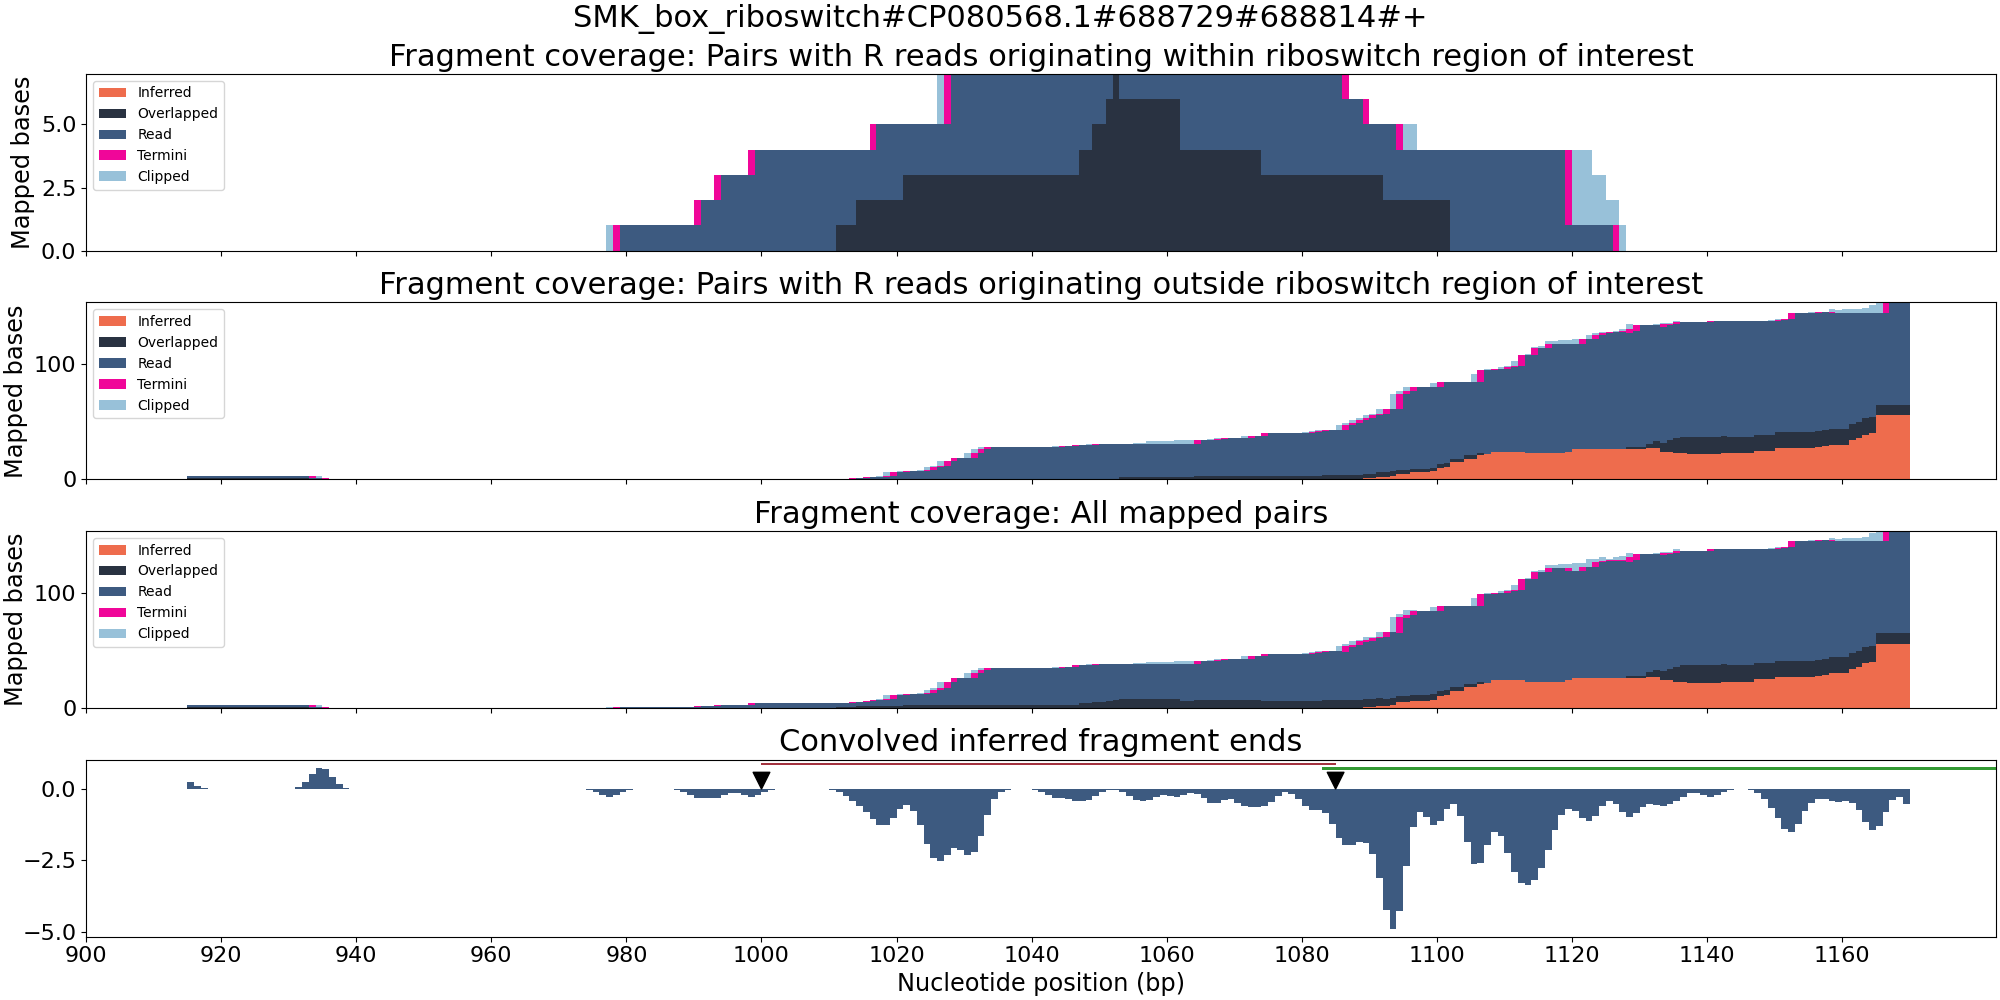 SMK_box_riboswitch#CP080568.1#688729#688814#+
Fragment coverage: Pairs with R reads originating within riboswitch region of interest
Mapped bases
5.0
2.5
0.0
Inferred
Overlapped
Read
Termini
Clipped
Fragment coverage: Pairs with R reads originating outside riboswitch region of interest
Mapped bases
100
0
Inferred
Overlapped
Read
Termini
Clipped
Fragment coverage: All mapped pairs
Mapped bases
100
0
Inferred
Overlapped
Read
Termini
Clipped
Convolved inferred fragment ends
0.0
−2.5
−5.0
900 920 940 960 980 1000 1020 1040 1060 1080 1100 1120 1140 1160
Nucleotide position (bp)